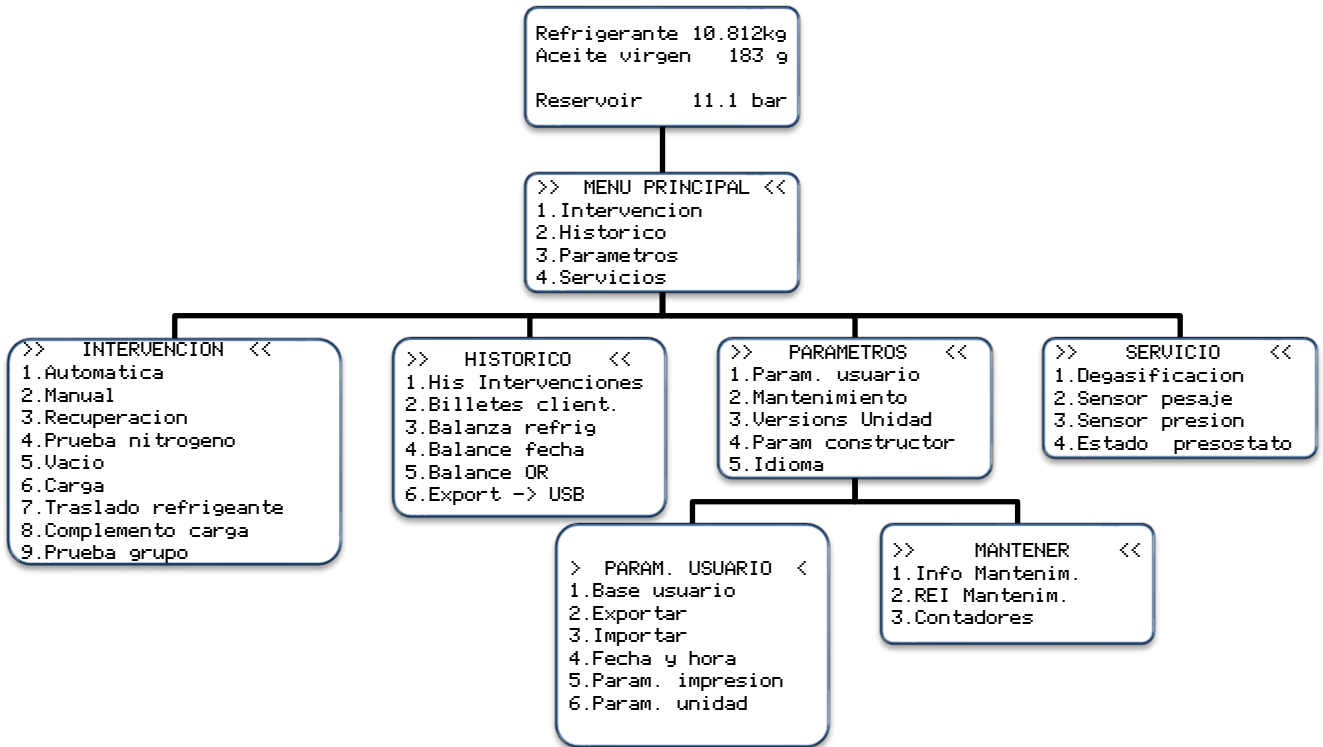 Refrigerante 10.812kg
Aceite virgen 183 g
Reservoir 11.1 bar
>> MENU PRINCIPAL <<
1.Intervencion
2.Historico
3.Parametros
4.Servicios
>> INTERVENCION <<
1.Automatica
2.Manual
3.Recuperacion
4.Prueba nitrogeno
5.Vacio
6.Carga
7.Traslado refrigeante
8.Complemento carga
9.Prueba grupo
>> HISTORICO <<
1.His Intervenciones
2.Billetes client.
3.Balanza refrig
4.Balance fecha
5.Balance OR
6.Export -> USB
>> PARAMETROS <<
1.Param. usuario
2.Mantenimiento
3.Versions Unidad
4.Param constructor
5.Idioma
>> SERVICIO <<
1.Degasificacion
2.Sensor pesaje
3.Sensor presion
4.Estado presostato
> PARAM. USUARIO <
1.Base usuario
2.Exportar
3.Importar
4.Fecha y hora
5.Param. impresion
6.Param. unidad
>> MANTENER <<
1.Info Mantenim.
2.REI Mantenim.
3.Contadores